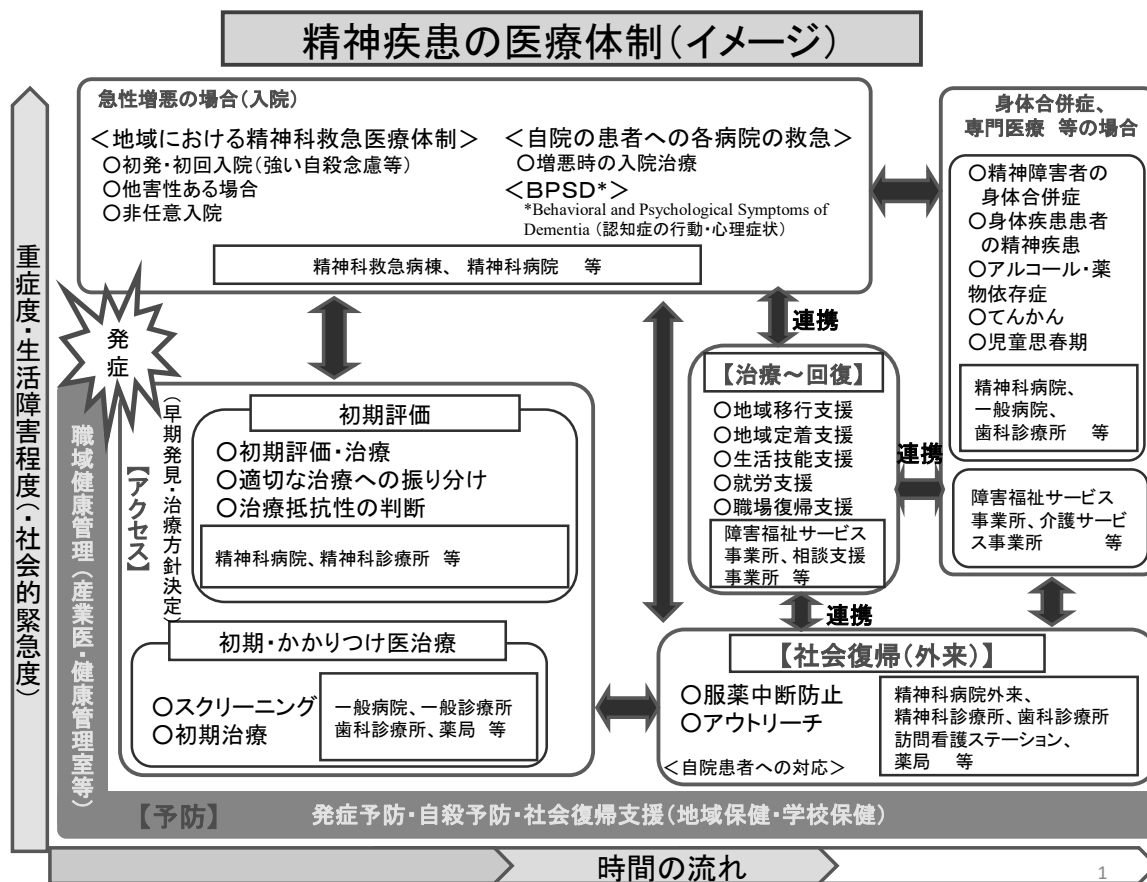 精神疾患の医療体制(イメージ)
重症度・生活障害程度(・社会的緊急度)
急性増悪の場合(入院)
<地域における精神科救急医療体制>
○初発・初回入院(強い自殺念慮等)
○他害性ある場合
○非任意入院
<自院の患者への各病院の救急>
○増悪時の入院治療
<BPSD*>
*Behavioral and Psychological Symptoms of
Dementia (認知症の行動・心理症状)
精神科救急病棟、 精神科病院 等
身体合併症、
専門医療 等の場合
○精神障害者の
身体合併症
○身体疾患患者
の精神疾患
○アルコール・薬
物依存症
○てんかん
○児童思春期
精神科病院、
一般病院、
歯科診療所 等
障害福祉サービス
事業所、介護サービ
ス事業所 等
発
症
連携
【治療~回復】
○地域移行支援
○地域定着支援
○生活技能支援
○就労支援
○職場復帰支援
障害福祉サービス
事業所、相談支援
事業所 等
連携
連携
職域健康管理(産業医・健康管理室等)
【アクセス】
(早期発見・治療方針決定)
初期評価
○初期評価・治療
○適切な治療への振り分け
○治療抵抗性の判断
精神科病院、精神科診療所 等
初期・かかりつけ医治療
○スクリーニング
○初期治療
一般病院、一般診療所
歯科診療所、薬局 等
【社会復帰(外来)】
○服薬中断防止
○アウトリーチ
<自院患者への対応>
精神科病院外来、
精神科診療所、歯科診療所
訪問看護ステーション、
薬局 等
【予防】 発症予防・自殺予防・社会復帰支援(地域保健・学校保健)
時間の流れ
1